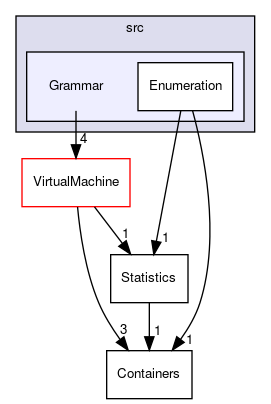 src
Grammar
Enumeration
4
VirtualMachine
1
1
Statistics
3
1
1
Containers